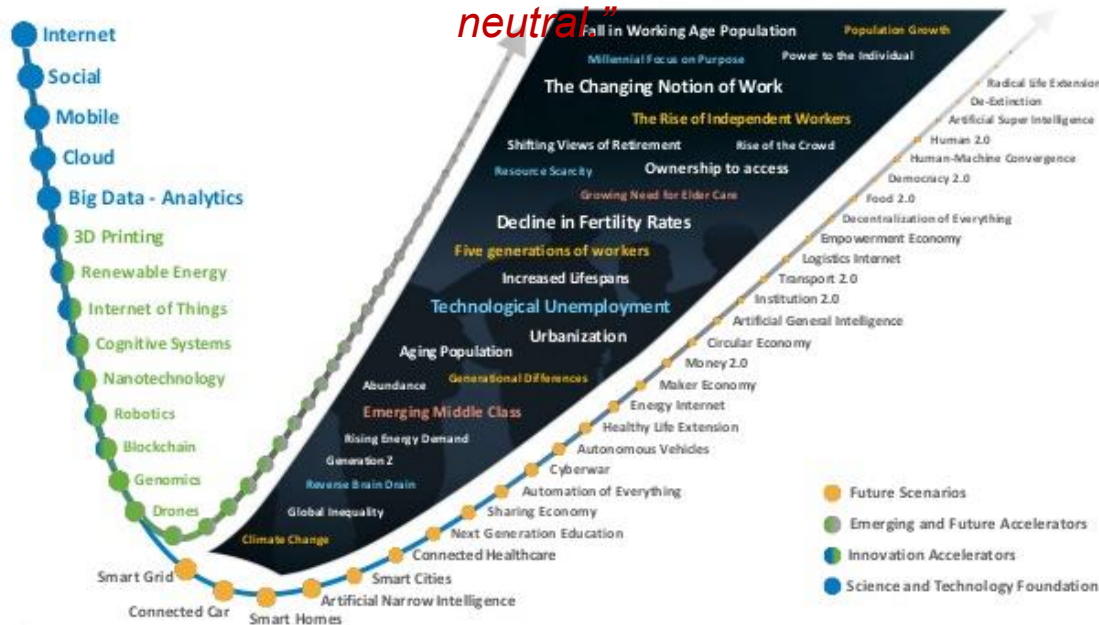 neutral.”
Internet
Social
Mobile
Cloud
Big Data - Analytics
3D Printing
Renewable Energy
Internet of Things
Cognitive Systems
Nanotechnology
Robotics
Blockchain
Genomics
Drones
Smart Grid
Connected Car
Smart Homes
Artificial Narrow Intelligence
Smart Cities
Connected Healthcare
Next Generation Education
Sharing Economy
Automation of Everything
Cyberwar
Autonomous Vehicles
Healthy Life Extension
Energy Internet
Maker Economy
Money 2.0
Circular Economy
Artificial General Intelligence
Institution 2.0
Transport 2.0
Logistics Internet
Empowerment Economy
Decentralization of Everything
Food 2.0
Democracy 2.0
Human-Machine Convergence
Human 2.0
Artificial Super Intelligence
De-Extinction
Radical Life Extension
Fall in Working Age Population
Population Growth
Millennial Focus on Purpose
Power to the Individual
The Changing Notion of Work
The Rise of Independent Workers
Shifting Views of Retirement
Rise of the Crowd
Resource Scarcity
Ownership to access
Growing Need for Elder Care
Decline in Fertility Rates
Five generations of workers
Increased Lifespans
Technological Unemployment
Urbanization
Aging Population
Abundance
Generational Differences
Emerging Middle Class
Rising Energy Demand
Generation Z
Reverse Brain Drain
Global Inequality
Climate Change
Future Scenarios
Emerging and Future Accelerators
Innovation Accelerators
Science and Technology Foundation